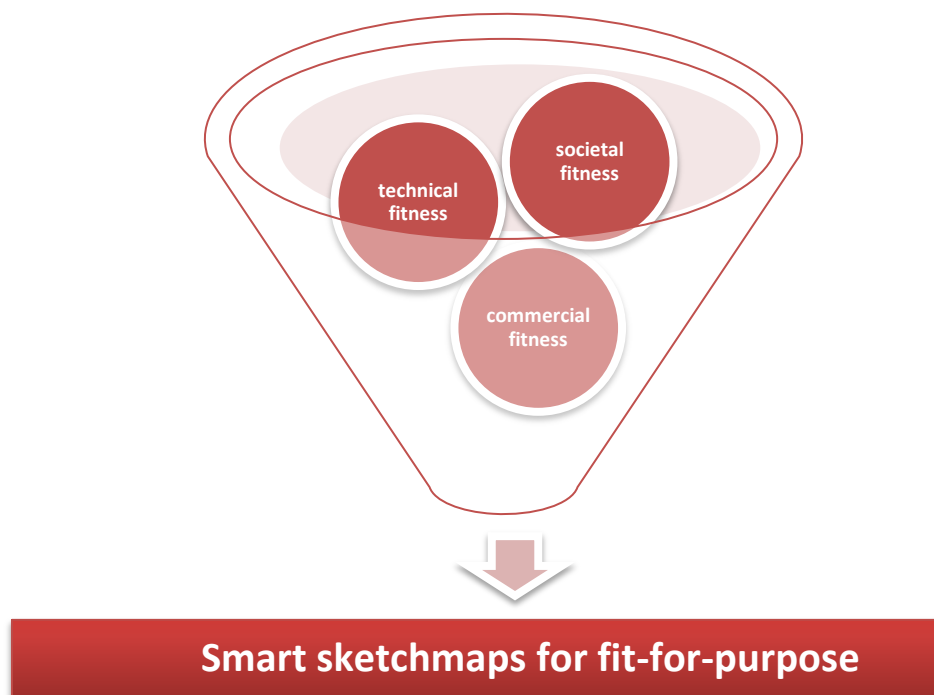 societal
fitness
technical
fitness
commercial
fitness
Smart sketchmaps for fit-for-purpose